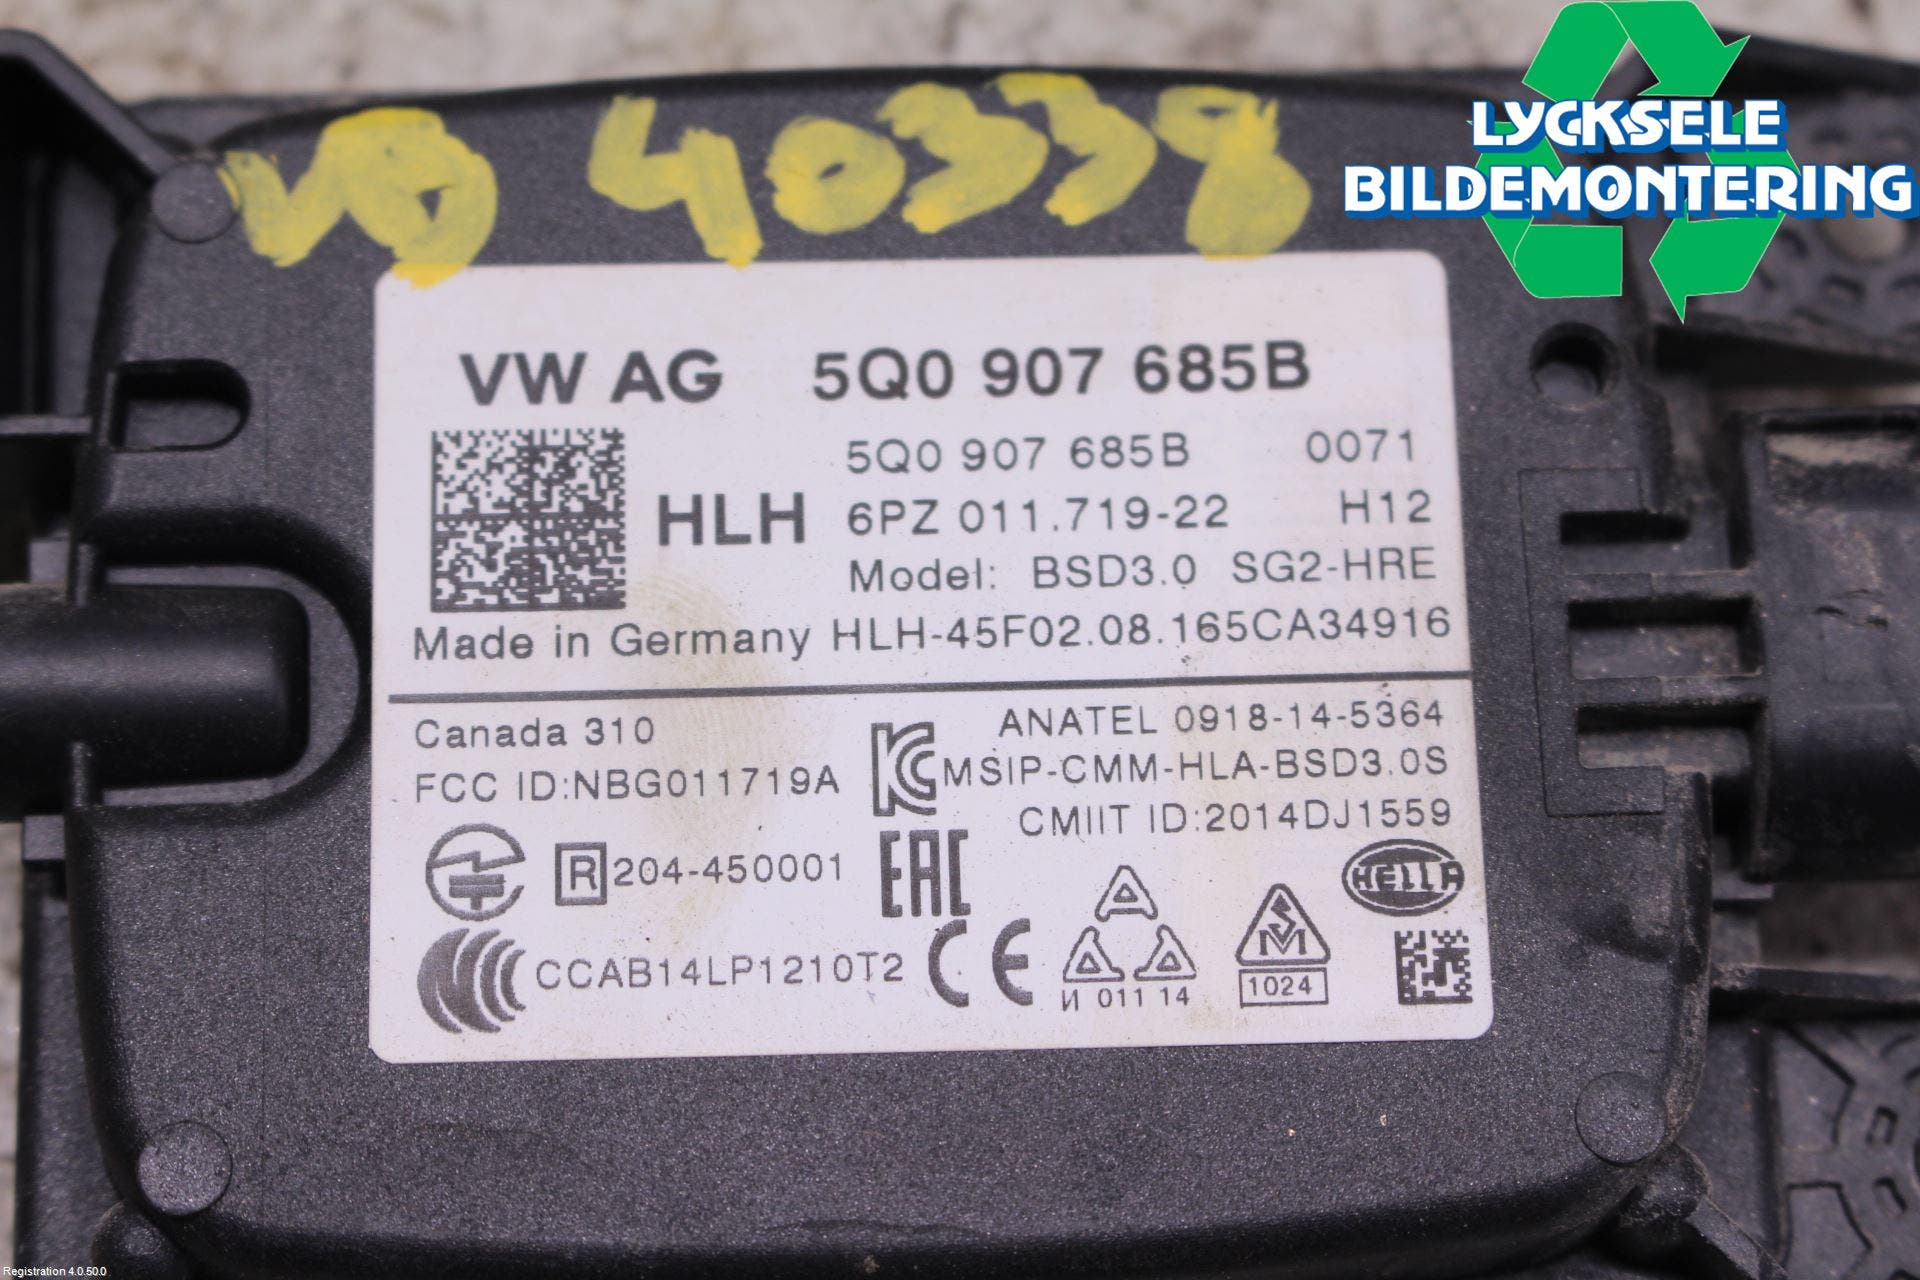 VD 40339
LYCKSELE
BILDEMONTERING
VW AG 5Q0 907 685B
5Q0 907 685B 0071
HLH 6PZ 011.719-22 H12
Model: BSD3.0 SG2-HRE
Made in Germany HLH-45F02.08.165CA34916
Canada 310 ANATEL 0918-14-5364
FCC ID:NBG011719A MSIP-CMM-HLA-BSD3.0S
CMIIT ID:2014DJ1559
R 204-450001 EAC HELLA
CCAB14LP1210T2 CE И 011 14 SM 1024
Registration 4.0.50.0